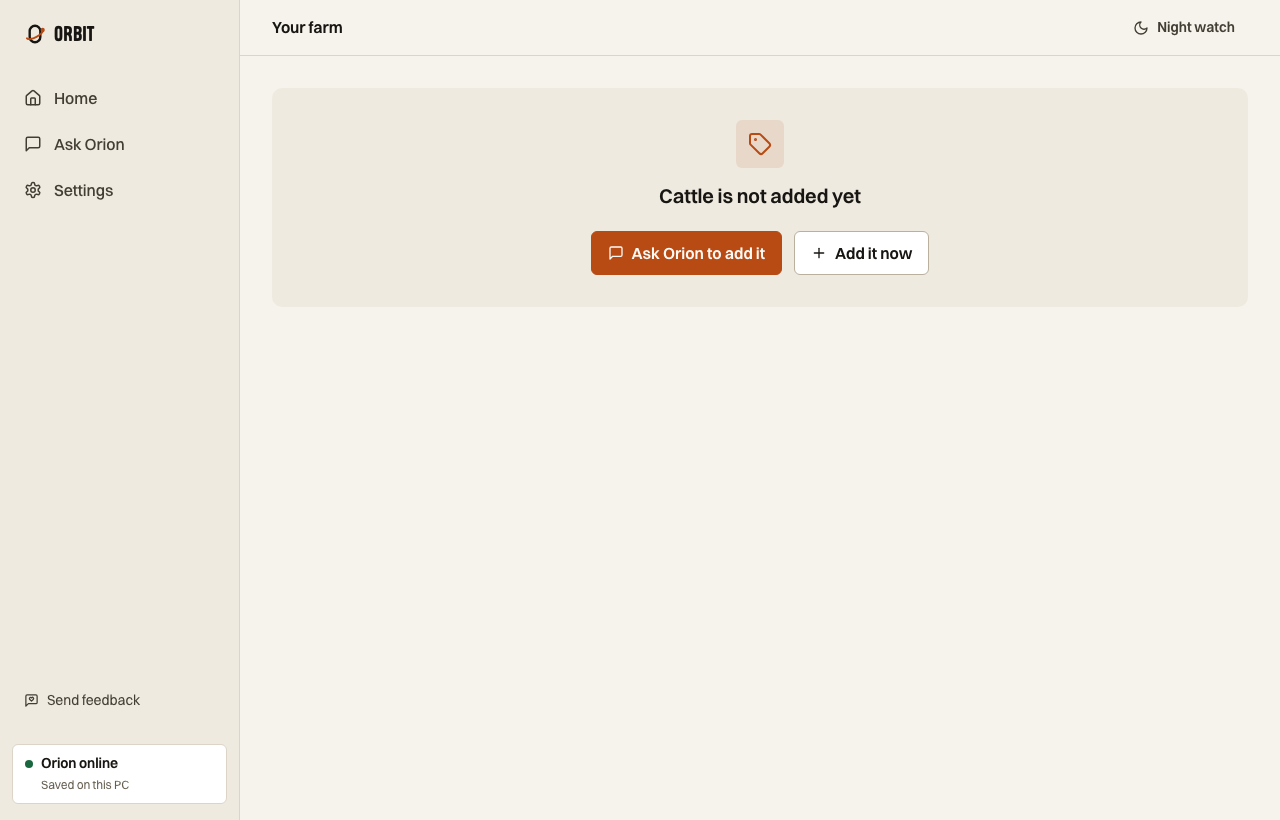 ORBIT
Home
Ask Orion
Settings
Send feedback
Orion online
Saved on this PC
Your farm
Night watch
Cattle is not added yet
Ask Orion to add it
Add it now